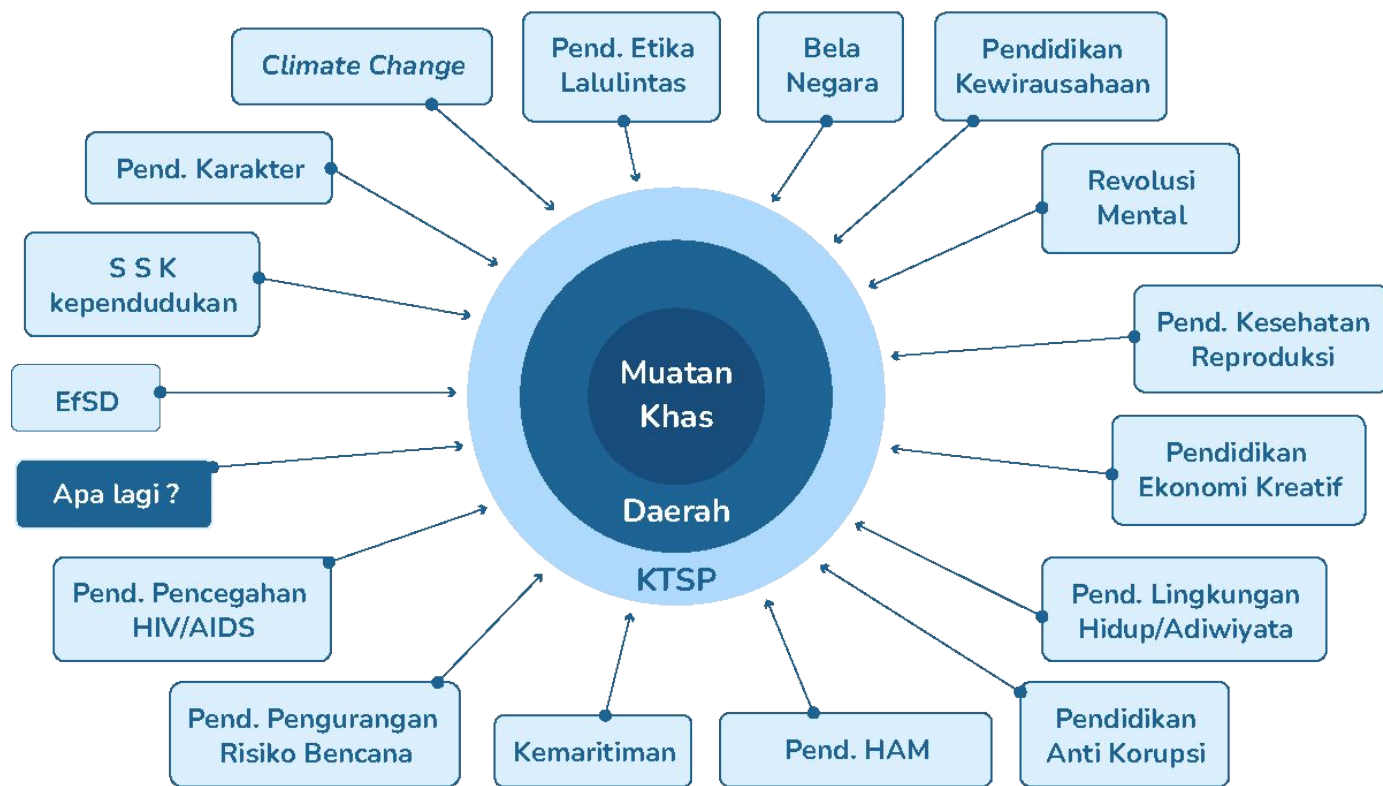 Climate Change
Pend. Etika
Lalulintas
Bela
Negara
Pendidikan
Kewirausahaan
Pend. Karakter
Revolusi
Mental
S S K
kependudukan
Pend. Kesehatan
Reproduksi
EfSD
Muatan
Khas
Daerah
KTSP
Apa lagi ?
Pendidikan
Ekonomi Kreatif
Pend. Pencegahan
HIV/AIDS
Pend. Lingkungan
Hidup/Adiwiyata
Pend. Pengurangan
Risiko Bencana
Kemaritiman
Pend. HAM
Pendidikan
Anti Korupsi